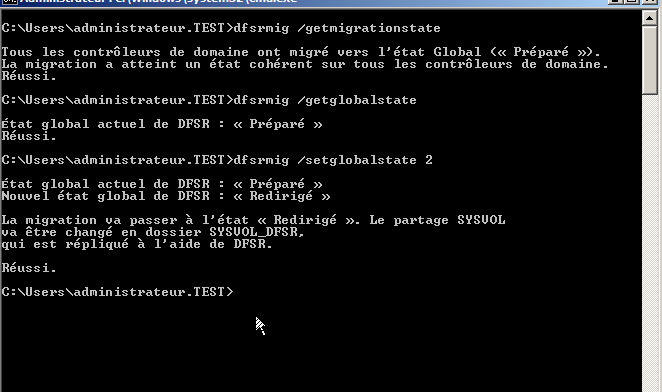 C:\Users\administrateur.TEST>dfsrmig /getmigrationstate
Tous les contrôleurs de domaine ont migré vers l'état Global (« Préparé »).
La migration a atteint un état cohérent sur tous les contrôleurs de domaine.
Réussi.
C:\Users\administrateur.TEST>dfsrmig /getglobalstate
État global actuel de DFSR : « Préparé »
Réussi.
C:\Users\administrateur.TEST>dfsrmig /setglobalstate 2
État global actuel de DFSR : « Préparé »
Nouvel état global de DFSR : « Redirigé »
La migration va passer à l'état « Redirigé ». Le partage SYSVOL
va être changé en dossier SYSVOL_DFSR,
qui est répliqué à l'aide de DFSR.
Réussi.
C:\Users\administrateur.TEST>